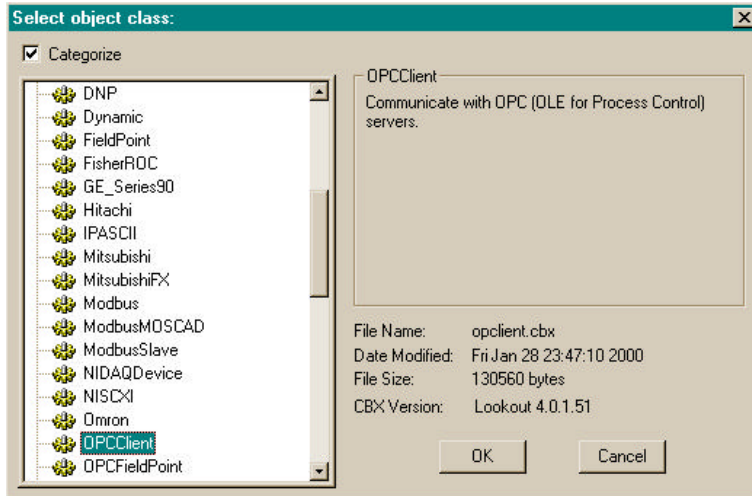 Select object class:
Categorize
DNP
Dynamic
FieldPoint
FisherROC
GE_Series90
Hitachi
IPASCII
Mitsubishi
MitsubishiFX
Modbus
ModbusMOSCAD
ModbusSlave
NIDAQDevice
NISCXI
Omron
OPCClient
OPCFieldPoint
OPCClient
Communicate with OPC (OLE for Process Control)
servers.
File Name: opclient.cbx
Date Modified: Fri Jan 28 23:47:10 2000
File Size: 130560 bytes
CBX Version: Lookout 4.0.1.51
OK Cancel